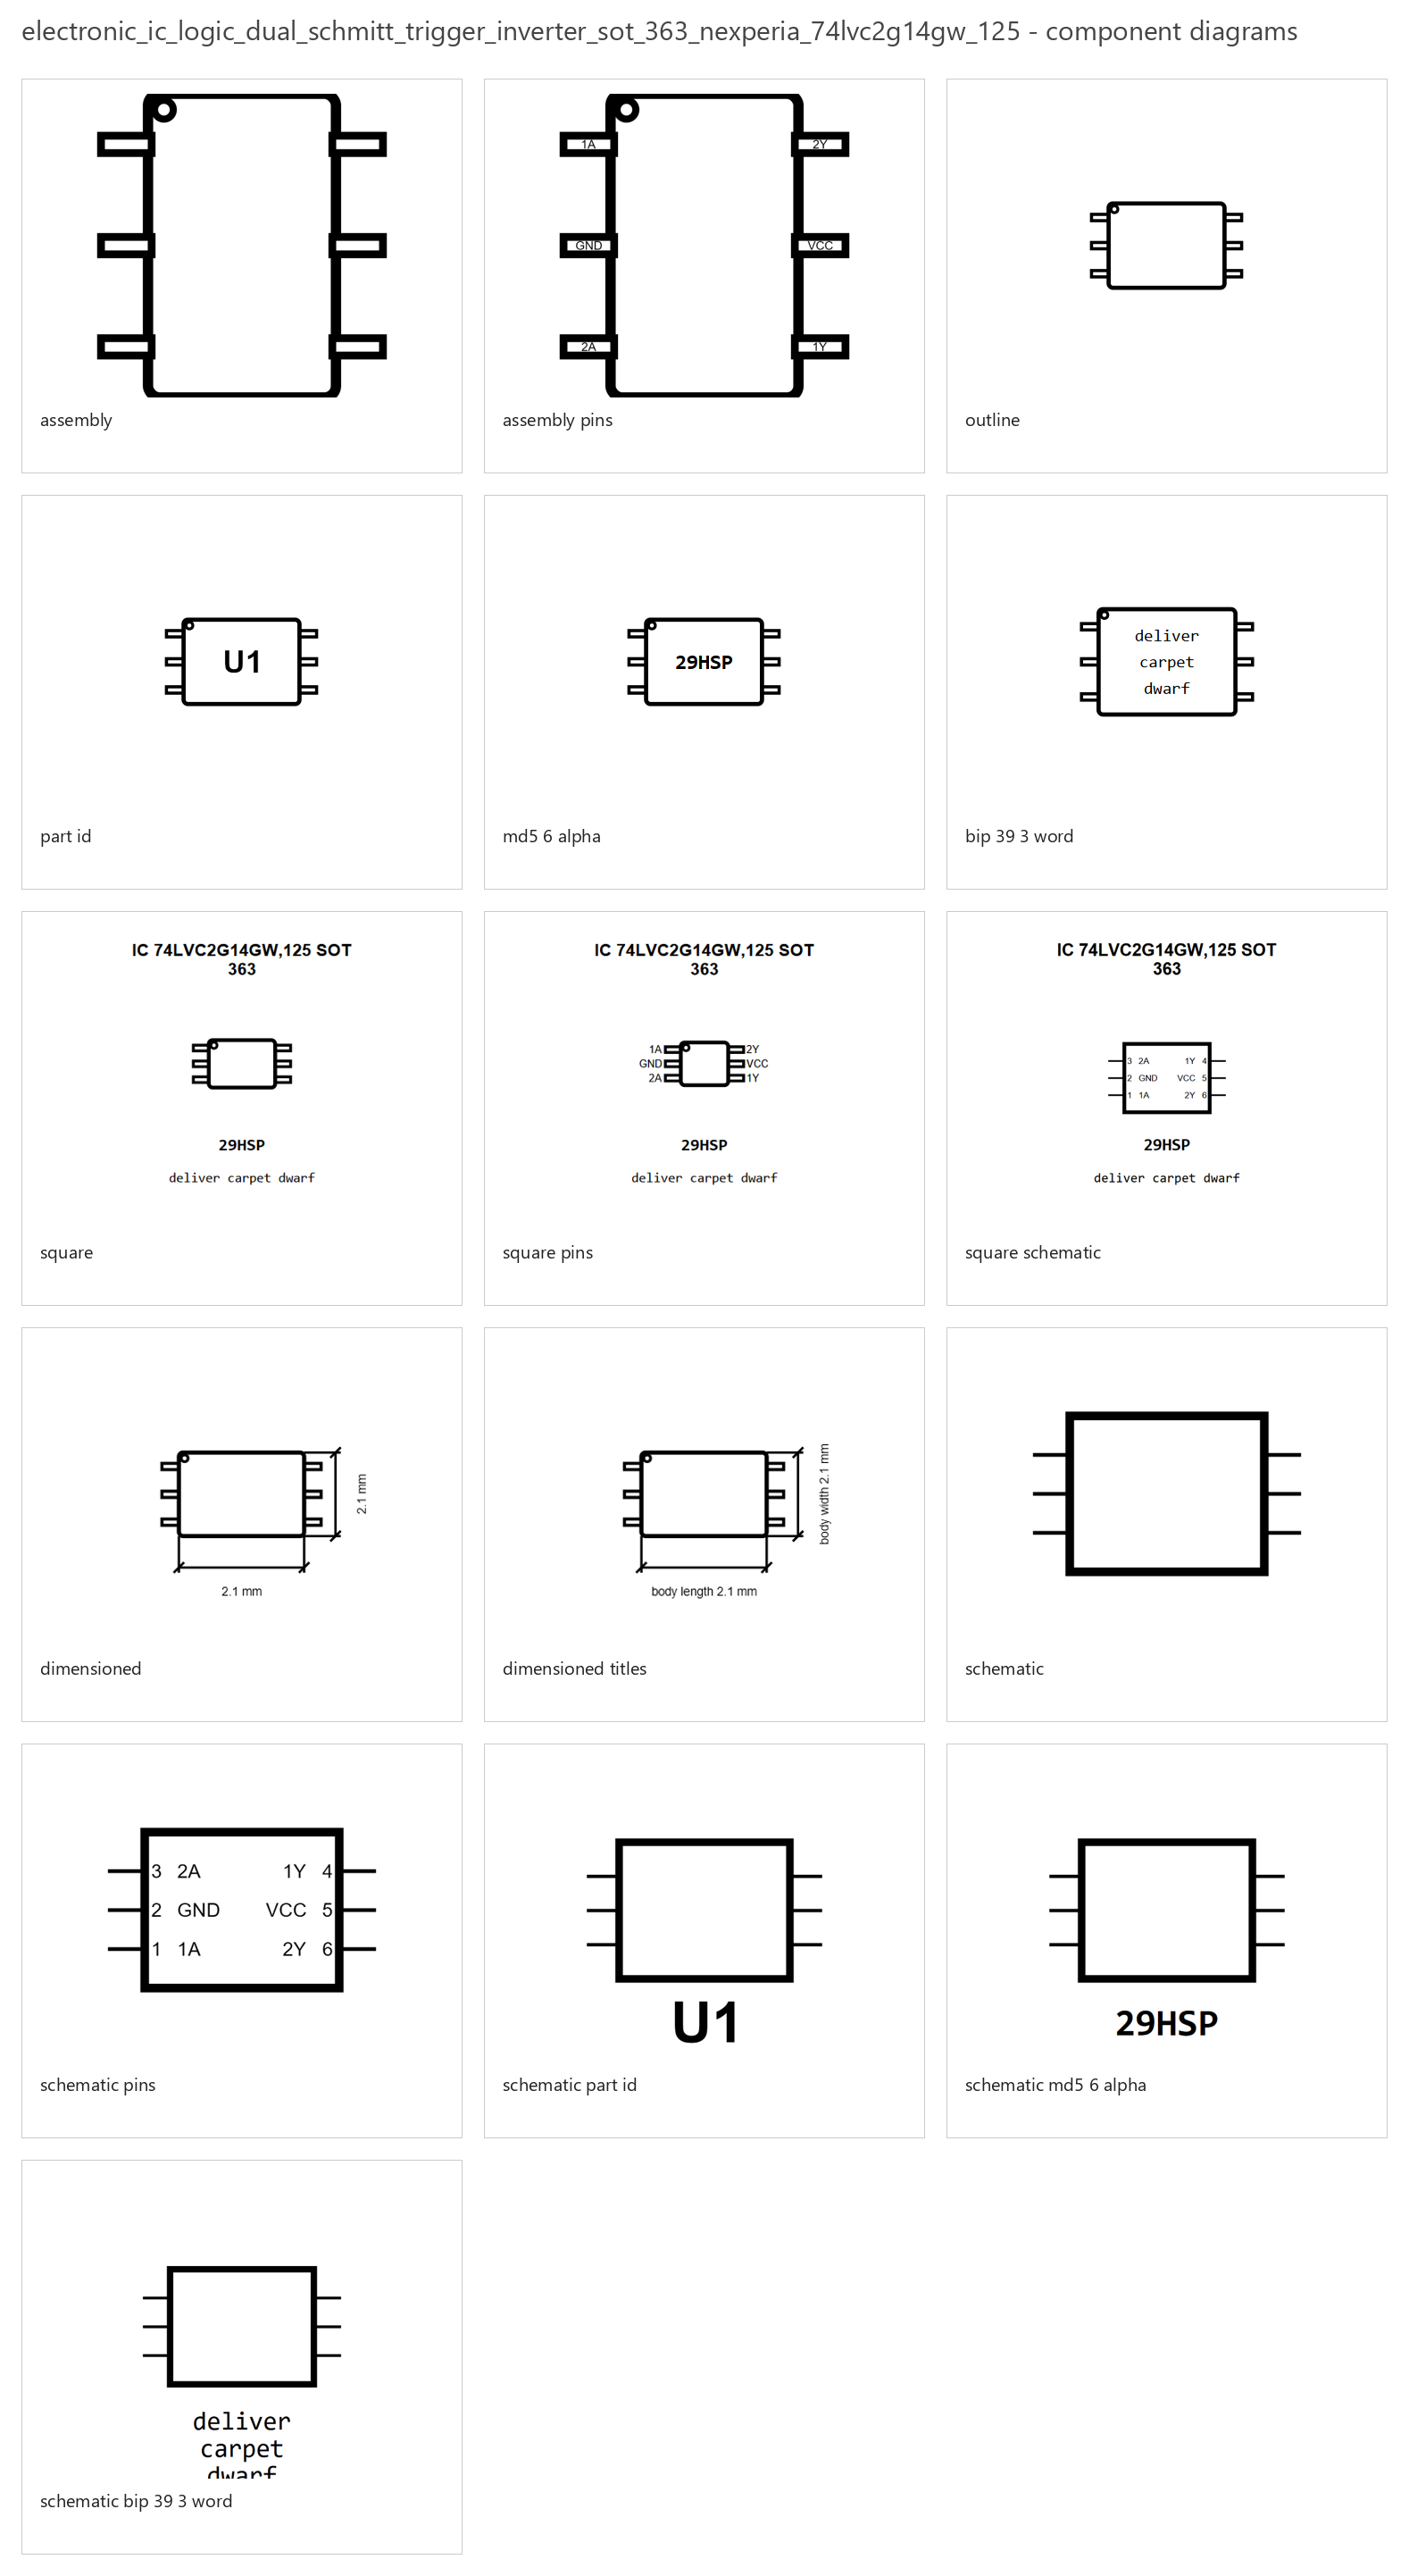 electronic_ic_logic_dual_schmitt_trigger_inverter_sot_363_nexperia_74lvc2g14gw_125 - component diagrams
assembly
1A 2Y
GND VCC
2A 1Y
assembly pins
outline
U1
part id
29HSP
md5 6 alpha
deliver
carpet
dwarf
bip 39 3 word
IC 74LVC2G14GW,125 SOT
363
29HSP
deliver carpet dwarf
square
IC 74LVC2G14GW,125 SOT
363
1A 2Y
GND VCC
2A 1Y
29HSP
deliver carpet dwarf
square pins
IC 74LVC2G14GW,125 SOT
363
3 2A 1Y 4
2 GND VCC 5
1 1A 2Y 6
29HSP
deliver carpet dwarf
square schematic
2.1 mm
2.1 mm
dimensioned
body width 2.1 mm
body length 2.1 mm
dimensioned titles
schematic
3 2A 1Y 4
2 GND VCC 5
1 1A 2Y 6
schematic pins
U1
schematic part id
29HSP
schematic md5 6 alpha
deliver
carpet
dwarf
schematic bip 39 3 word